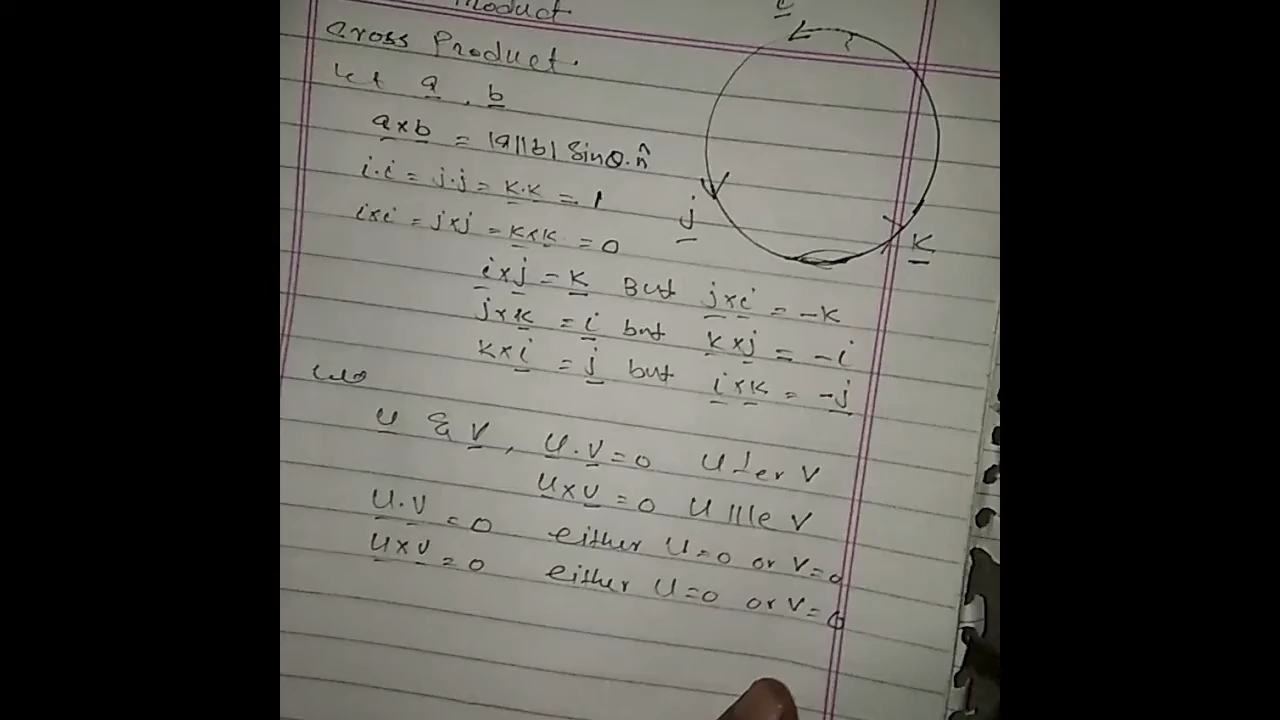 Product
Cross Product.
Let a, b
a×b = |a||b| Sinθ.n̂
i.i = j.j = k.k = 1
i×i = j×j = k×k = 0
i×j = k But j×i = -k
j×k = i but k×j = -i
k×i = j but i×k = -j
U & V, U.V=0 U ⊥er V
U×V=0 U |||le V
U.V=0 either U=0 or V=0
U×V=0 either U=0 or V=0
i
j
k